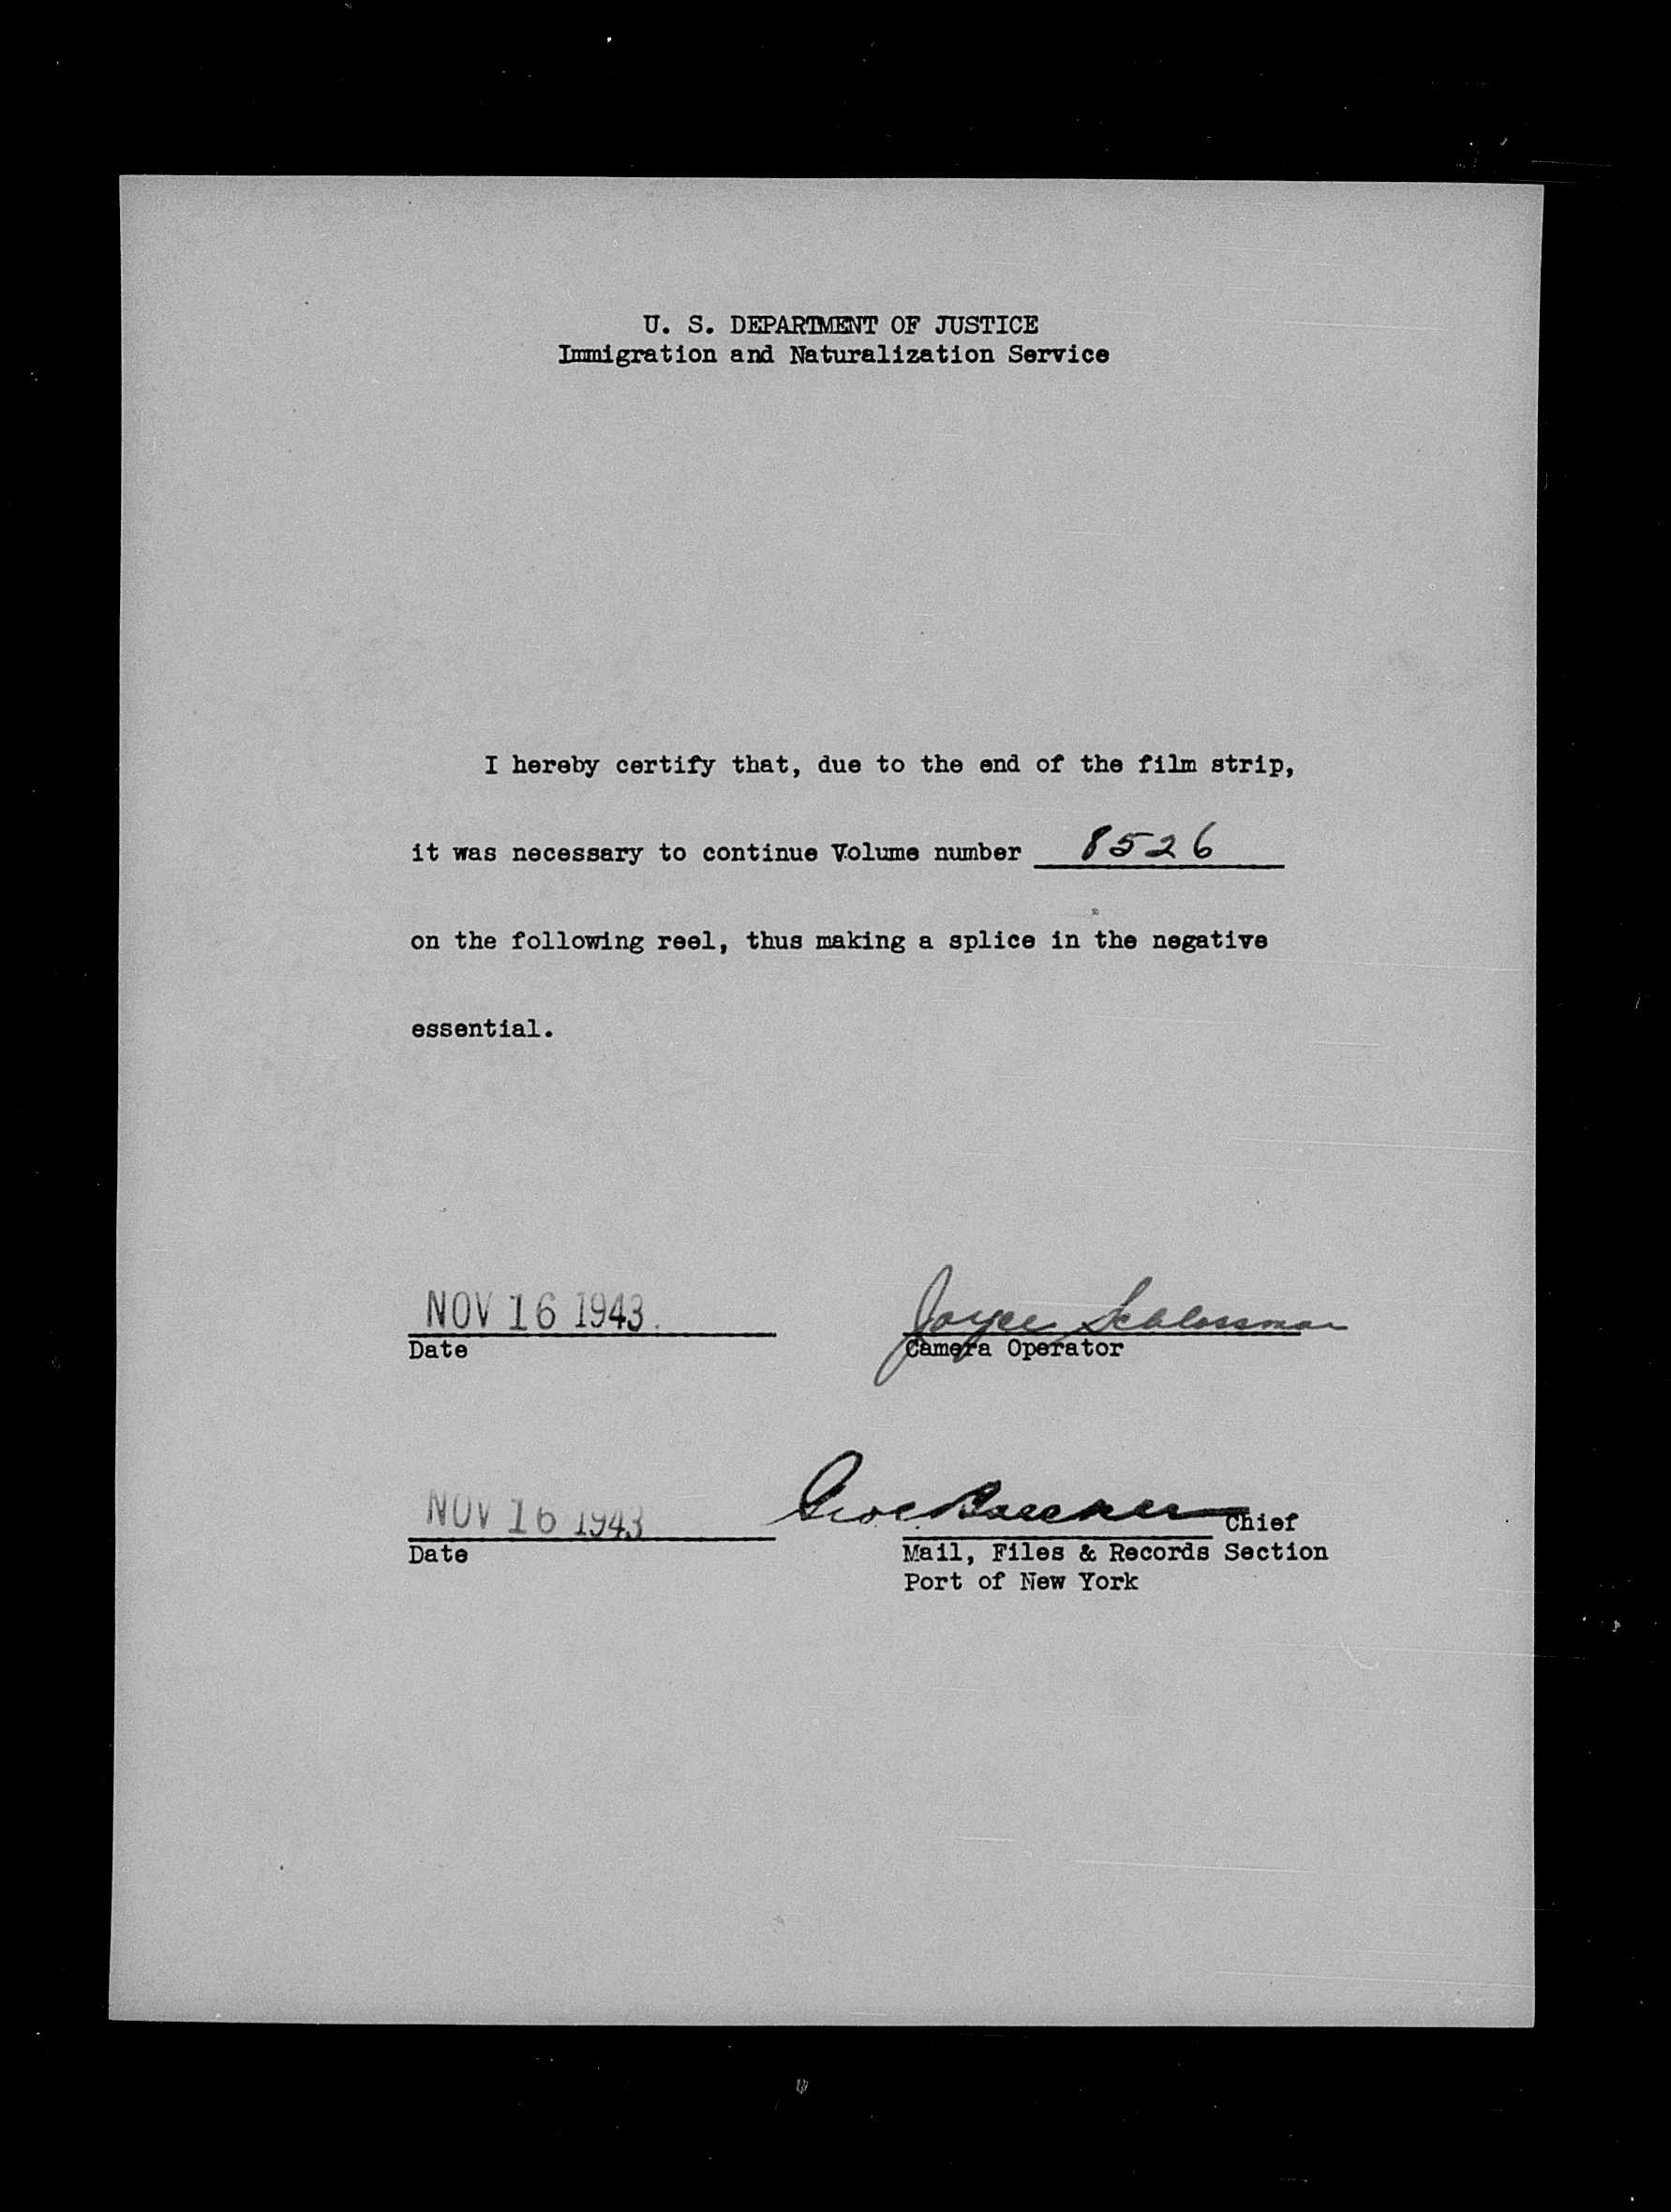 U. S. DEPARTMENT OF JUSTICE
Immigration and Naturalization Service
I hereby certify that, due to the end of the film strip,
it was necessary to continue Volume number 8526
on the following reel, thus making a splice in the negative
essential.
NOV 16 1943.
Date
Joyce Schlossman
Camera Operator
NOV 16 1943
Date
Chief
Mail, Files & Records Section
Port of New York